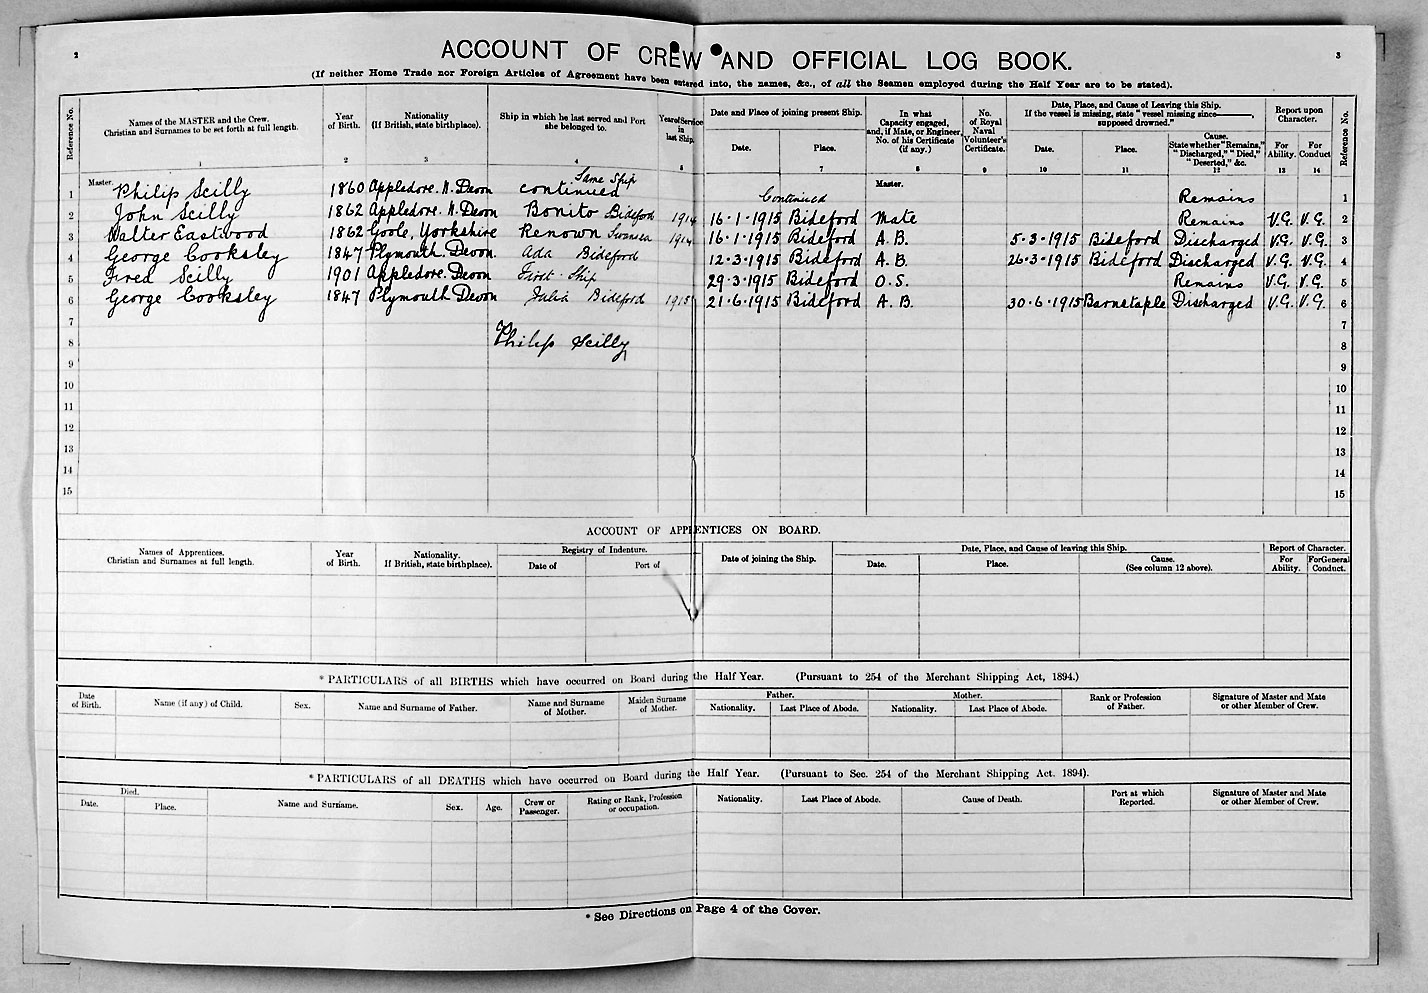 2
3
ACCOUNT OF CREW AND OFFICIAL LOG BOOK.
(If neither Home Trade nor Foreign Articles of Agreement have been entered into, the names, &c., of all the Seamen employed during the Half Year are to be stated).
Reference No. | Names of the MASTER and the Crew. Christian and Surnames to be set forth at full length. | Year of Birth. | Nationality (If British, state birthplace). | Ship in which he last served and Port she belonged to. | Year of Service in last Ship. | Date and Place of joining present Ship. Date. Place. | In what Capacity engaged, and, if Mate, or Engineer, No. of his Certificate (if any.) | No. of Royal Naval Volunteer's Certificate. | Date, Place, and Cause of Leaving this Ship. If the vessel is missing, state "vessel missing since , supposed drowned." Date. Place. Cause. State whether "Remains," "Discharged," "Died," "Deserted," &c. | Report upon Character. For Ability. For Conduct | Reference No.
1 2 3 4 5 7 8 9 10 11 12 13 14
1 Master. Philip Scilly 1860 Appledore. N. Devon Same Ship continued Continued Master. Remains 1
2 John Scilly 1862 Appledore. N. Devon Bonito Bideford 1914 16-1-1915 Bideford Mate Remains V.G. V.G. 2
3 Walter Eastwood 1862 Goole, Yorkshire Renown Swansea 1914 16-1-1915 Bideford A.B. 5-3-1915 Bideford Discharged V.G. V.G. 3
4 George Cooksley 1847 Plymouth. Devon Ada Bideford 12-3-1915 Bideford A.B. 26-3-1915 Bideford Discharged V.G. V.G. 4
5 Fred Scilly 1901 Appledore. Devon First Ship 29-3-1915 Bideford O.S. Remains V.G. V.G. 5
6 George Cooksley 1847 Plymouth Devon Julia Bideford 1915 21-6-1915 Bideford A.B. 30-6-1915 Barnstaple Discharged V.G. V.G. 6
7 7
8 Philip Scilly 8
9 9
10 10
11 11
12 12
13 13
14 14
15 15
ACCOUNT OF APPRENTICES ON BOARD.
Names of Apprentices. Christian and Surnames at full length. | Year of Birth. | Nationality. If British, state birthplace). | Registry of Indenture. Date of Port of | Date of joining the Ship. | Date, Place, and Cause of leaving this Ship. Date. Place. Cause. (See column 12 above). | Report of Character. For Ability. For General Conduct.
* PARTICULARS of all BIRTHS which have occurred on Board during the Half Year. (Pursuant to 254 of the Merchant Shipping Act, 1894.)
Date of Birth. | Name (if any) of Child. | Sex. | Name and Surname of Father. | Name and Surname of Mother. | Maiden Surname of Mother. | Father. Nationality. Last Place of Abode. | Mother. Nationality. Last Place of Abode. | Rank or Profession of Father. | Signature of Master and Mate or other Member of Crew.
* PARTICULARS of all DEATHS which have occurred on Board during the Half Year. (Pursuant to Sec. 254 of the Merchant Shipping Act. 1894).
Died. Date. Place. | Name and Surname. | Sex. | Age. | Crew or Passenger. | Rating or Rank, Profession or occupation. | Nationality. | Last Place of Abode. | Cause of Death. | Port at which Reported. | Signature of Master and Mate or other Member of Crew.
* See Directions on Page 4 of the Cover.